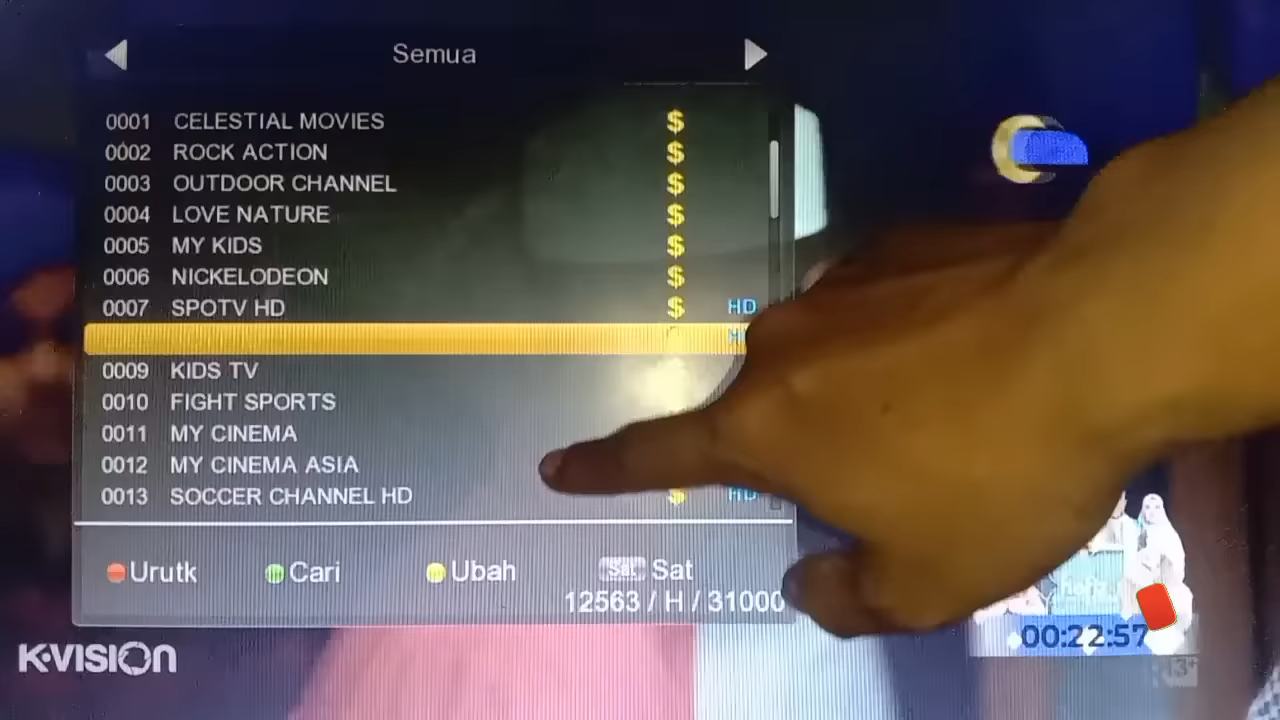 Semua
0001 CELESTIAL MOVIES $
0002 ROCK ACTION $
0003 OUTDOOR CHANNEL $
0004 LOVE NATURE $
0005 MY KIDS $
0006 NICKELODEON $
0007 SPOTV HD $ HD
0009 KIDS TV
0010 FIGHT SPORTS
0011 MY CINEMA
0012 MY CINEMA ASIA
0013 SOCCER CHANNEL HD $ HD
Urutk Cari Ubah Sat Sat
12563 / H / 31000
00:22:57
K-VISION
13+